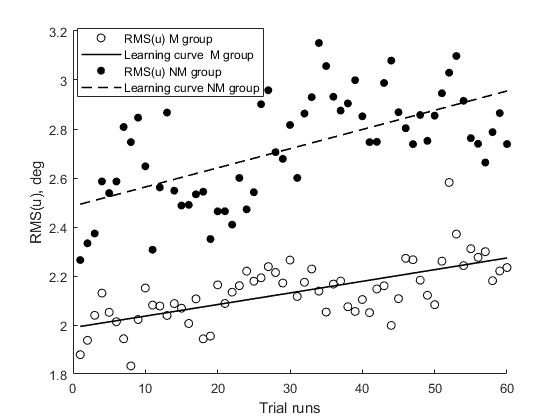 RMS(u) M group
Learning curve  M group
RMS(u) NM group
Learning curve NM group
RMS(u), deg
3.2
3
2.8
2.6
2.4
2.2
2
1.8
0 10 20 30 40 50 60
Trial runs